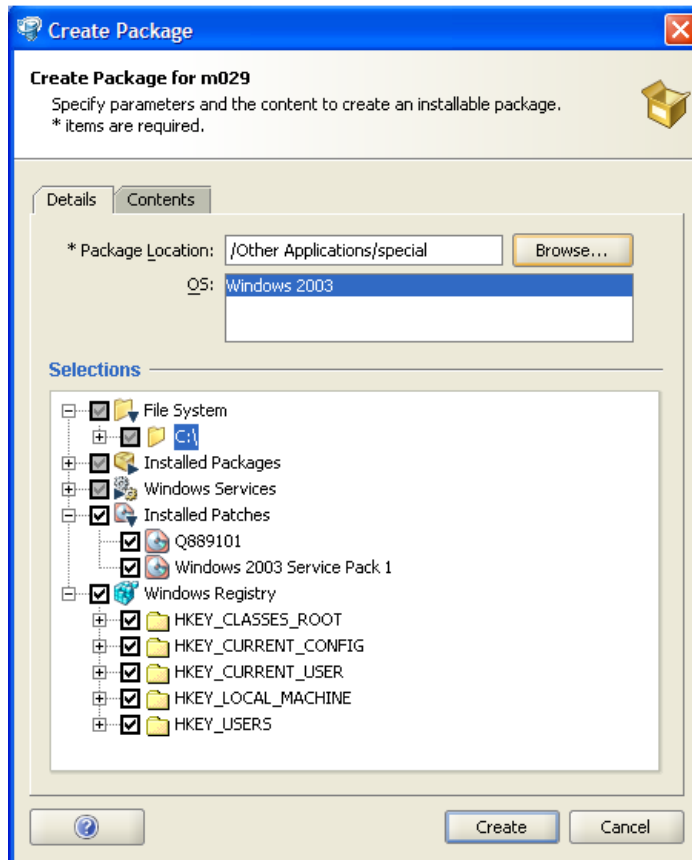 Create Package
Create Package for m029
Specify parameters and the content to create an installable package.
* items are required.
Details Contents
* Package Location: /Other Applications/special Browse...
OS: Windows 2003
Selections
File System
C:\
Installed Packages
Windows Services
Installed Patches
Q889101
Windows 2003 Service Pack 1
Windows Registry
HKEY_CLASSES_ROOT
HKEY_CURRENT_CONFIG
HKEY_CURRENT_USER
HKEY_LOCAL_MACHINE
HKEY_USERS
? Create Cancel